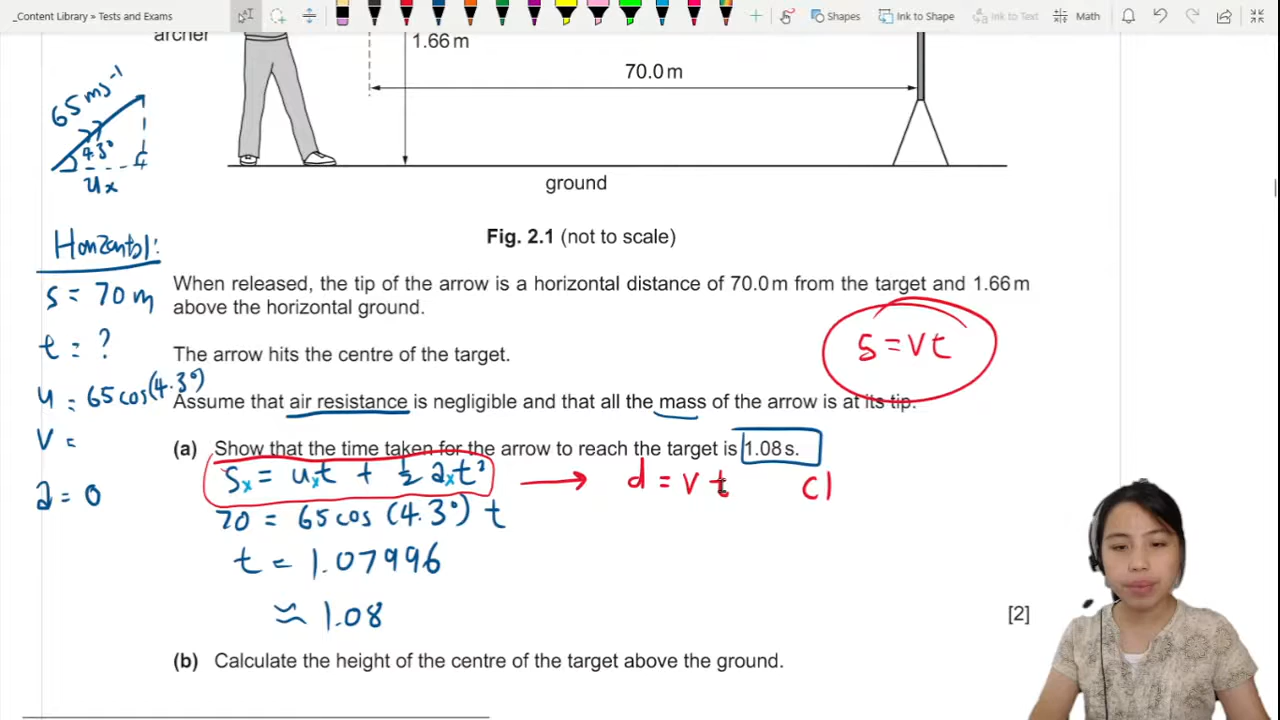 _Content Library » Tests and Exams
Shapes
Ink to Shape
Ink to Text
Math
archer
1.66 m
70.0 m
65 ms⁻¹
4.3°
ux
ground
Fig. 2.1 (not to scale)
Horizontal:
s = 70 m
t = ?
u = 65 cos(4.3°)
v =
a = 0
When released, the tip of the arrow is a horizontal distance of 70.0 m from the target and 1.66 m
above the horizontal ground.
s = vt
The arrow hits the centre of the target.
Assume that air resistance is negligible and that all the mass of the arrow is at its tip.
(a) Show that the time taken for the arrow to reach the target is 1.08 s.
sₓ = uₓt + ½ aₓt² → d = v t C1
70 = 65 cos (4.3°) t
t = 1.07996
≈ 1.08
[2]
(b) Calculate the height of the centre of the target above the ground.